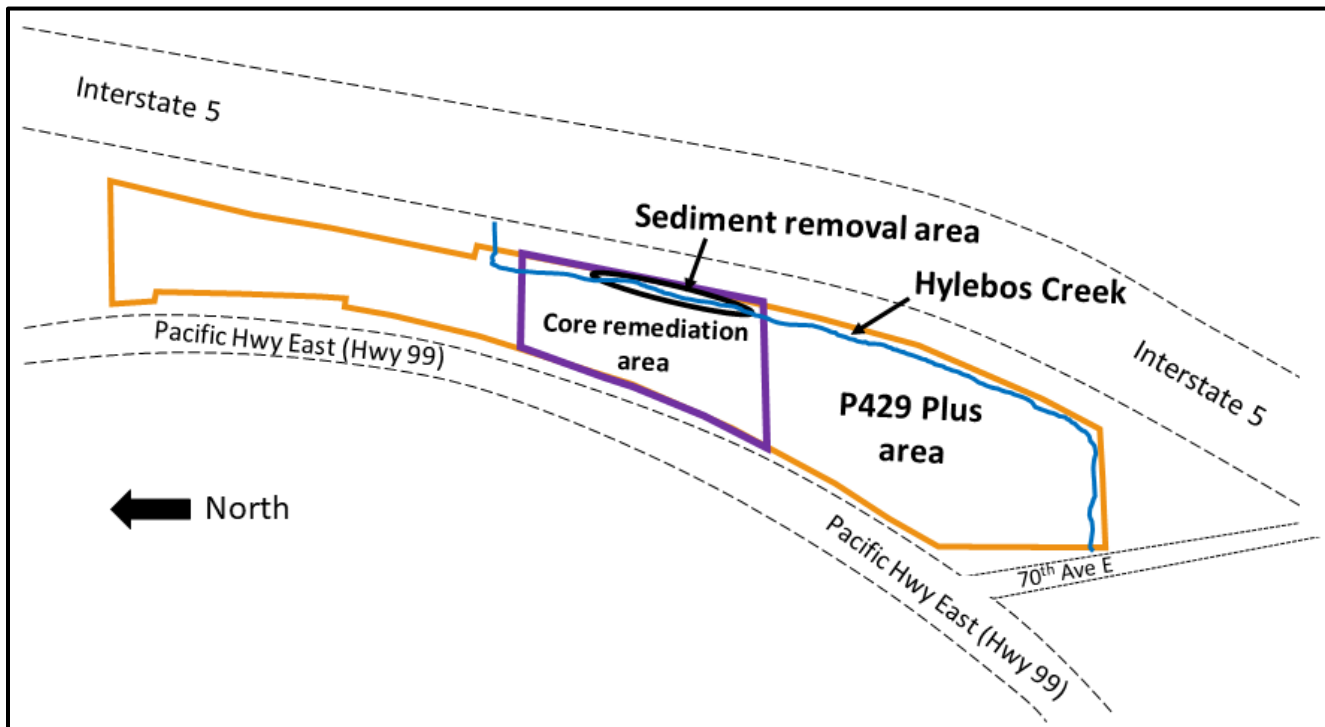 Interstate 5
Sediment removal area
Hylebos Creek
Core remediation
area
Pacific Hwy East (Hwy 99)
Interstate 5
P429 Plus
area
North
Pacific Hwy East (Hwy 99)
70th Ave E